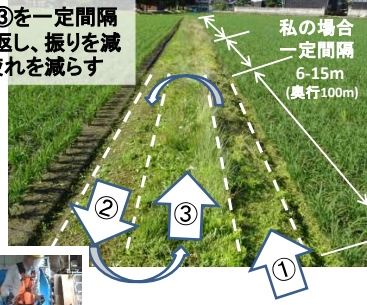 ③を一定間隔
返し、振りを減
れを減らす
私の場合
一定間隔
6-15m
(奥行100m)
②
③
①